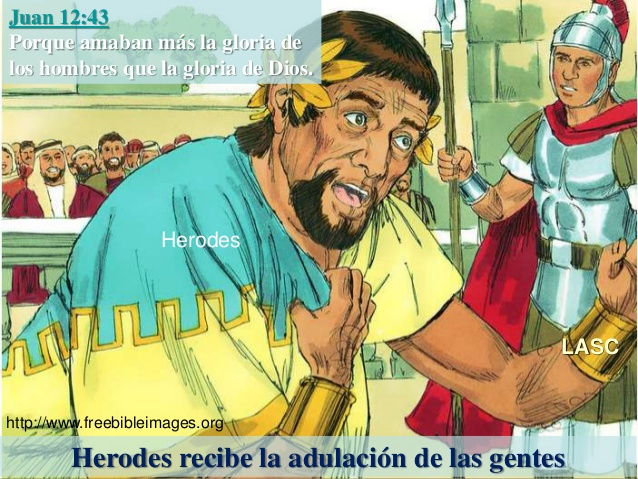 Juan 12:43
Porque amaban más la gloria de
los hombres que la gloria de Dios.
Herodes
LASC
http://www.freebibleimages.org
Herodes recibe la adulación de las gentes